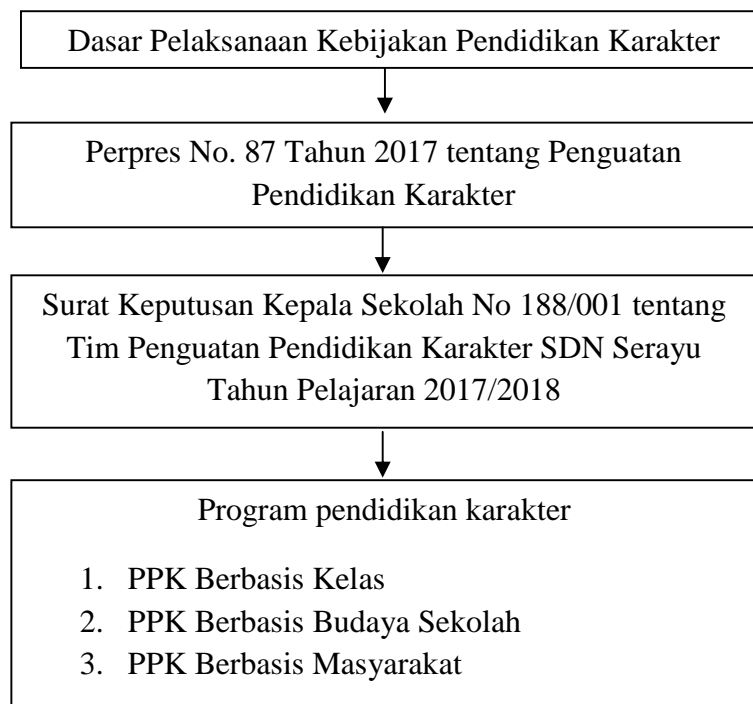 Dasar Pelaksanaan Kebijakan Pendidikan Karakter
Perpres No. 87 Tahun 2017 tentang Penguatan
Pendidikan Karakter
Surat Keputusan Kepala Sekolah No 188/001 tentang
Tim Penguatan Pendidikan Karakter SDN Serayu
Tahun Pelajaran 2017/2018
Program pendidikan karakter
1. PPK Berbasis Kelas
2. PPK Berbasis Budaya Sekolah
3. PPK Berbasis Masyarakat